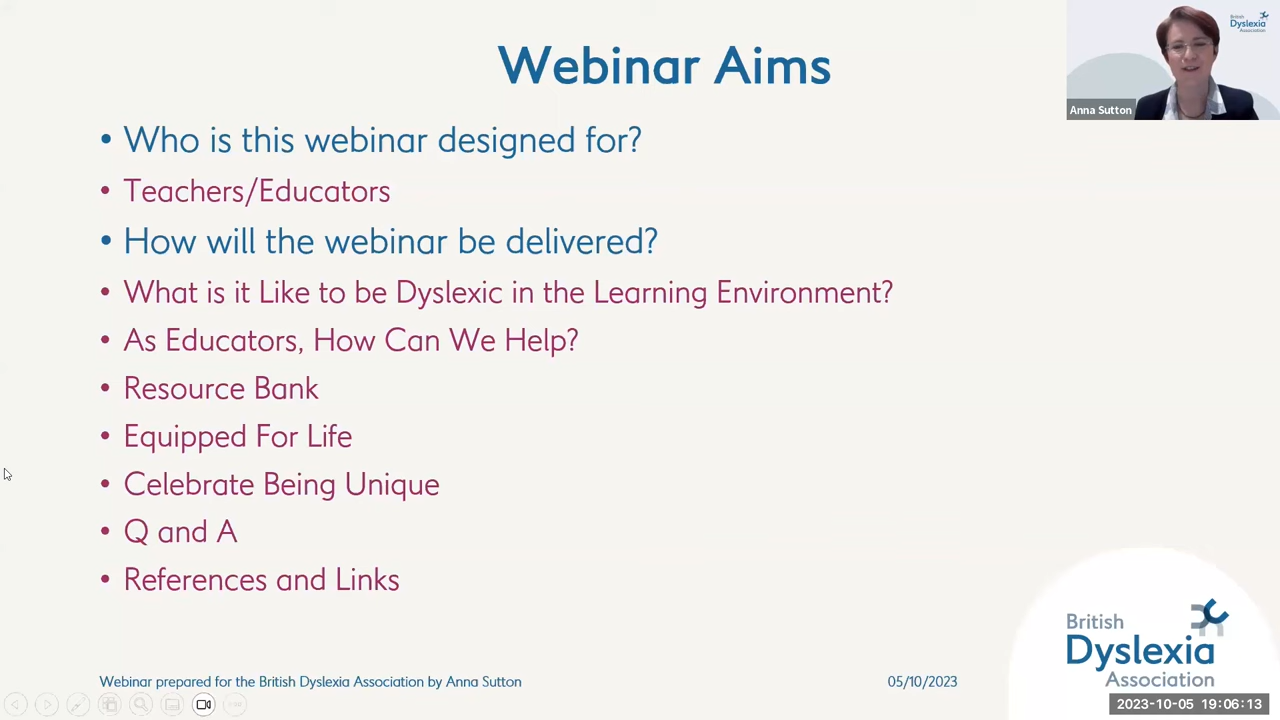 Webinar Aims
British
Dyslexia
Association
Anna Sutton
• Who is this webinar designed for?
• Teachers/Educators
• How will the webinar be delivered?
• What is it Like to be Dyslexic in the Learning Environment?
• As Educators, How Can We Help?
• Resource Bank
• Equipped For Life
• Celebrate Being Unique
• Q and A
• References and Links
British
Dyslexia
Association
Webinar prepared for the British Dyslexia Association by Anna Sutton
05/10/2023
2023-10-05 19:06:13